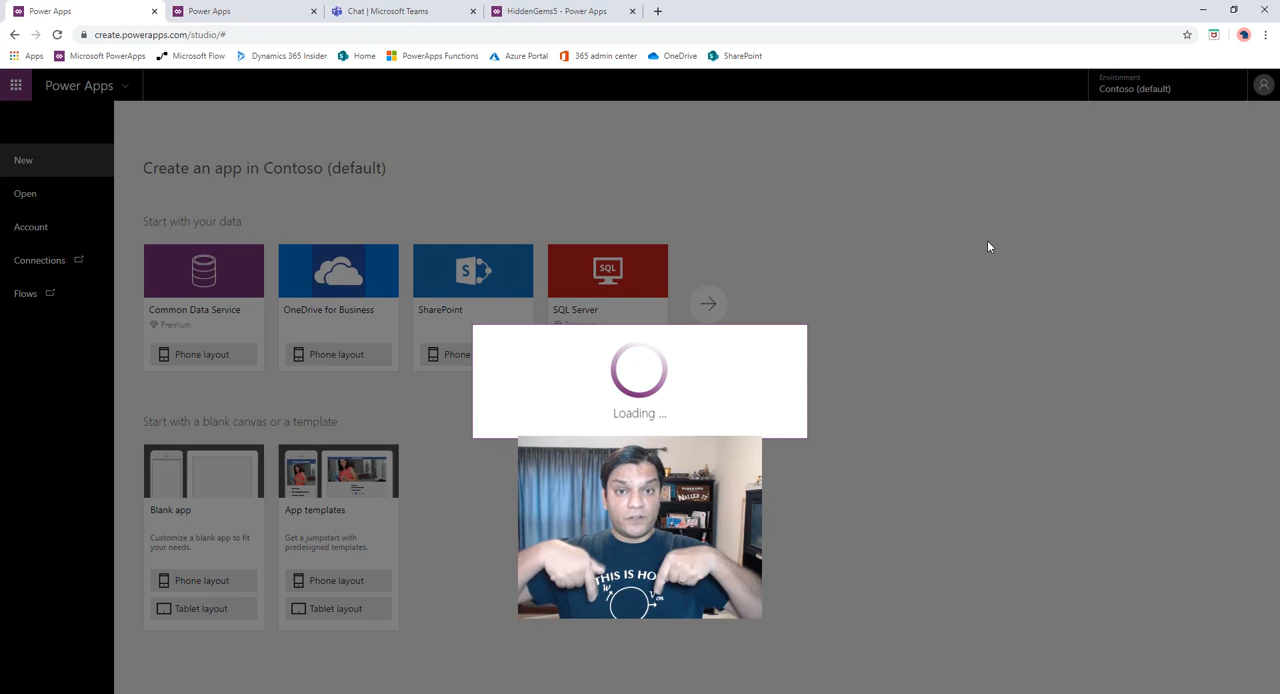 Power Apps
Power Apps
Chat | Microsoft Teams
HiddenGems5 - Power Apps
create.powerapps.com/studio/#
Apps
Microsoft PowerApps
Microsoft Flow
Dynamics 365 Insider
Home
PowerApps Functions
Azure Portal
365 admin center
OneDrive
SharePoint
Power Apps
Environment
Contoso (default)
New
Open
Account
Connections
Flows
Create an app in Contoso (default)
Start with your data
SQL
Common Data Service
Premium
Phone layout
OneDrive for Business
Phone layout
SharePoint
Phone
SQL Server
Loading ...
Start with a blank canvas or a template
Blank app
Customize a blank app to fit
your needs.
Phone layout
Tablet layout
App templates
Get a jumpstart with
predesigned templates.
Phone layout
Tablet layout
NAILED IT
THIS IS HO
W
V
cm